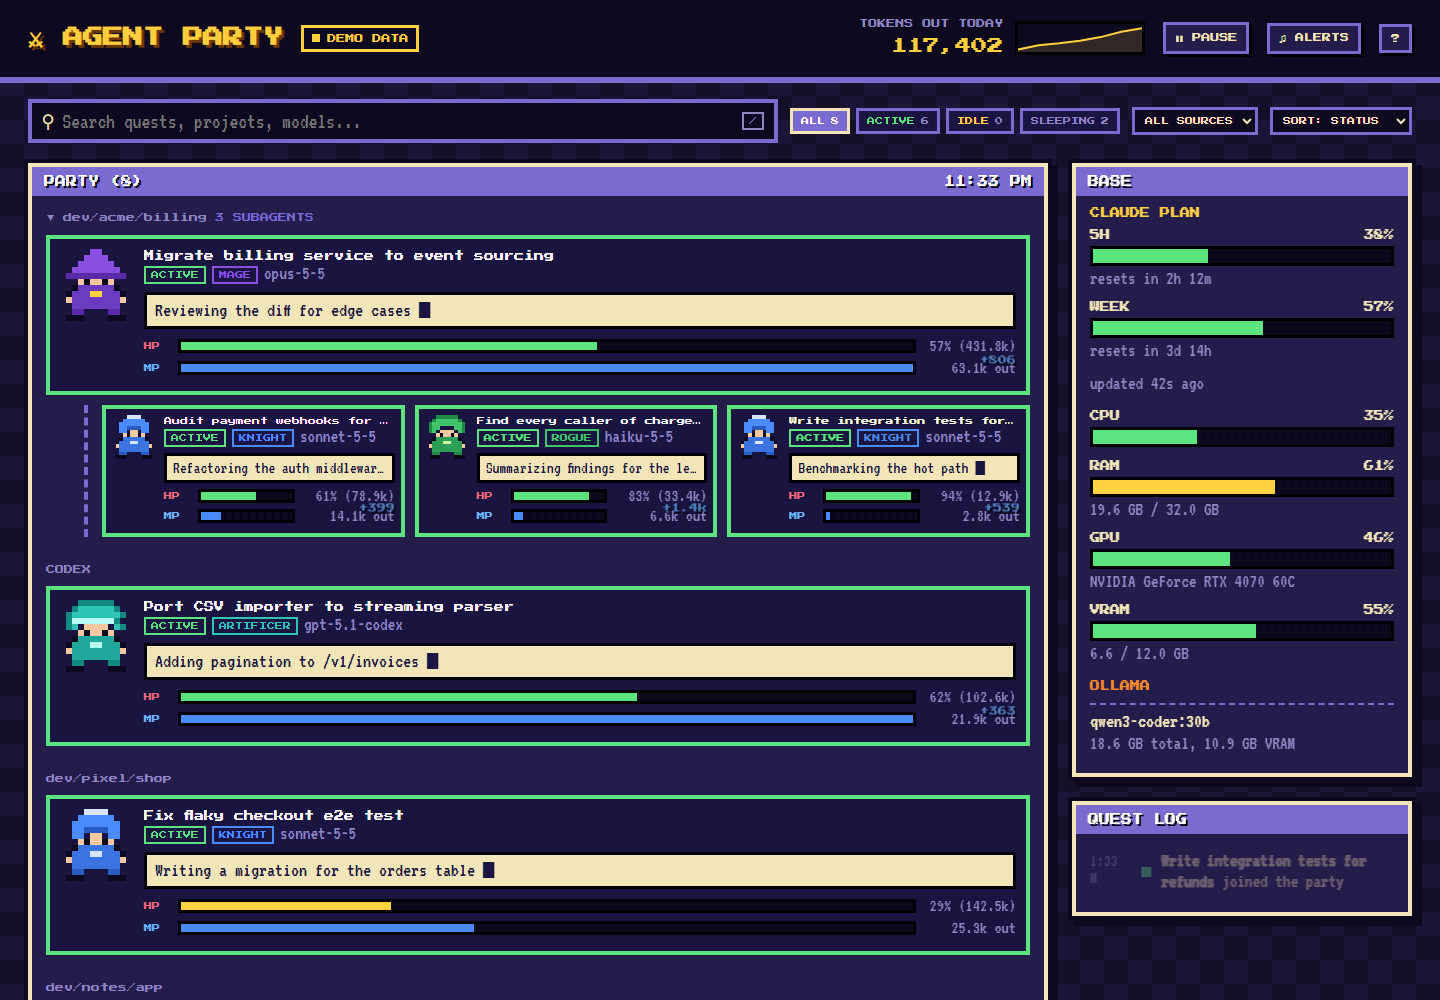 AGENT PARTY
DEMO DATA
TOKENS OUT TODAY
117,402
PAUSE
ALERTS
?
Search quests, projects, models...
/
ALL 8
ACTIVE 6
IDLE 0
SLEEPING 2
ALL SOURCES
SORT: STATUS
PARTY (8)
11:33 PM
dev/acme/billing 3 SUBAGENTS
Migrate billing service to event sourcing
ACTIVE MAGE opus-5-5
Reviewing the diff for edge cases
HP 57% (431.8k)
+806
MP 63.1k out
Audit payment webhooks for …
ACTIVE KNIGHT sonnet-5-5
Refactoring the auth middlewar…
HP 61% (78.9k)
+399
MP 14.1k out
Find every caller of charge…
ACTIVE ROGUE haiku-5-5
Summarizing findings for the le…
HP 83% (33.4k)
+1.4k
MP 6.6k out
Write integration tests for…
ACTIVE KNIGHT sonnet-5-5
Benchmarking the hot path
HP 94% (12.9k)
+539
MP 2.8k out
CODEX
Port CSV importer to streaming parser
ACTIVE ARTIFICER gpt-5.1-codex
Adding pagination to /v1/invoices
HP 62% (102.6k)
+363
MP 21.9k out
dev/pixel/shop
Fix flaky checkout e2e test
ACTIVE KNIGHT sonnet-5-5
Writing a migration for the orders table
HP 29% (142.5k)
MP 25.3k out
dev/notes/app
BASE
CLAUDE PLAN
5H 38%
resets in 2h 12m
WEEK 57%
resets in 3d 14h
updated 42s ago
CPU 35%
RAM 61%
19.6 GB / 32.0 GB
GPU 46%
NVIDIA GeForce RTX 4070 60C
VRAM 55%
6.6 / 12.0 GB
OLLAMA
qwen3-coder:30b
18.6 GB total, 10.9 GB VRAM
QUEST LOG
Write integration tests for
refunds joined the party